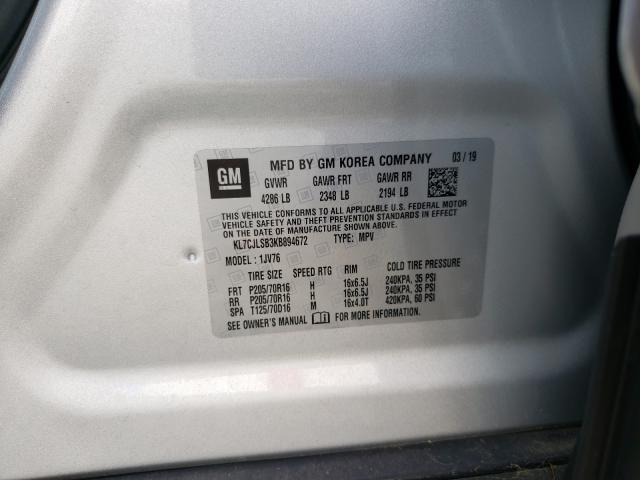 GM
MFD BY GM KOREA COMPANY 03/19
GVWR GAWR FRT GAWR RR
4286 LB 2348 LB 2194 LB
THIS VEHICLE CONFORMS TO ALL APPLICABLE U.S. FEDERAL MOTOR
VEHICLE SAFETY AND THEFT PREVENTION STANDARDS IN EFFECT
ON THE DATE OF MANUFACTURE SHOWN ABOVE.
KL7CJLSB3KB894672 TYPE: MPV
MODEL: 1JV76
TIRE SIZE SPEED RTG RIM COLD TIRE PRESSURE
FRT P205/70R16 H 16x6.5J 240KPA, 35 PSI
RR P205/70R16 H 16x6.5J 240KPA, 35 PSI
SPA T125/70D16 M 16x4.0T 420KPA, 60 PSI
SEE OWNER'S MANUAL FOR MORE INFORMATION